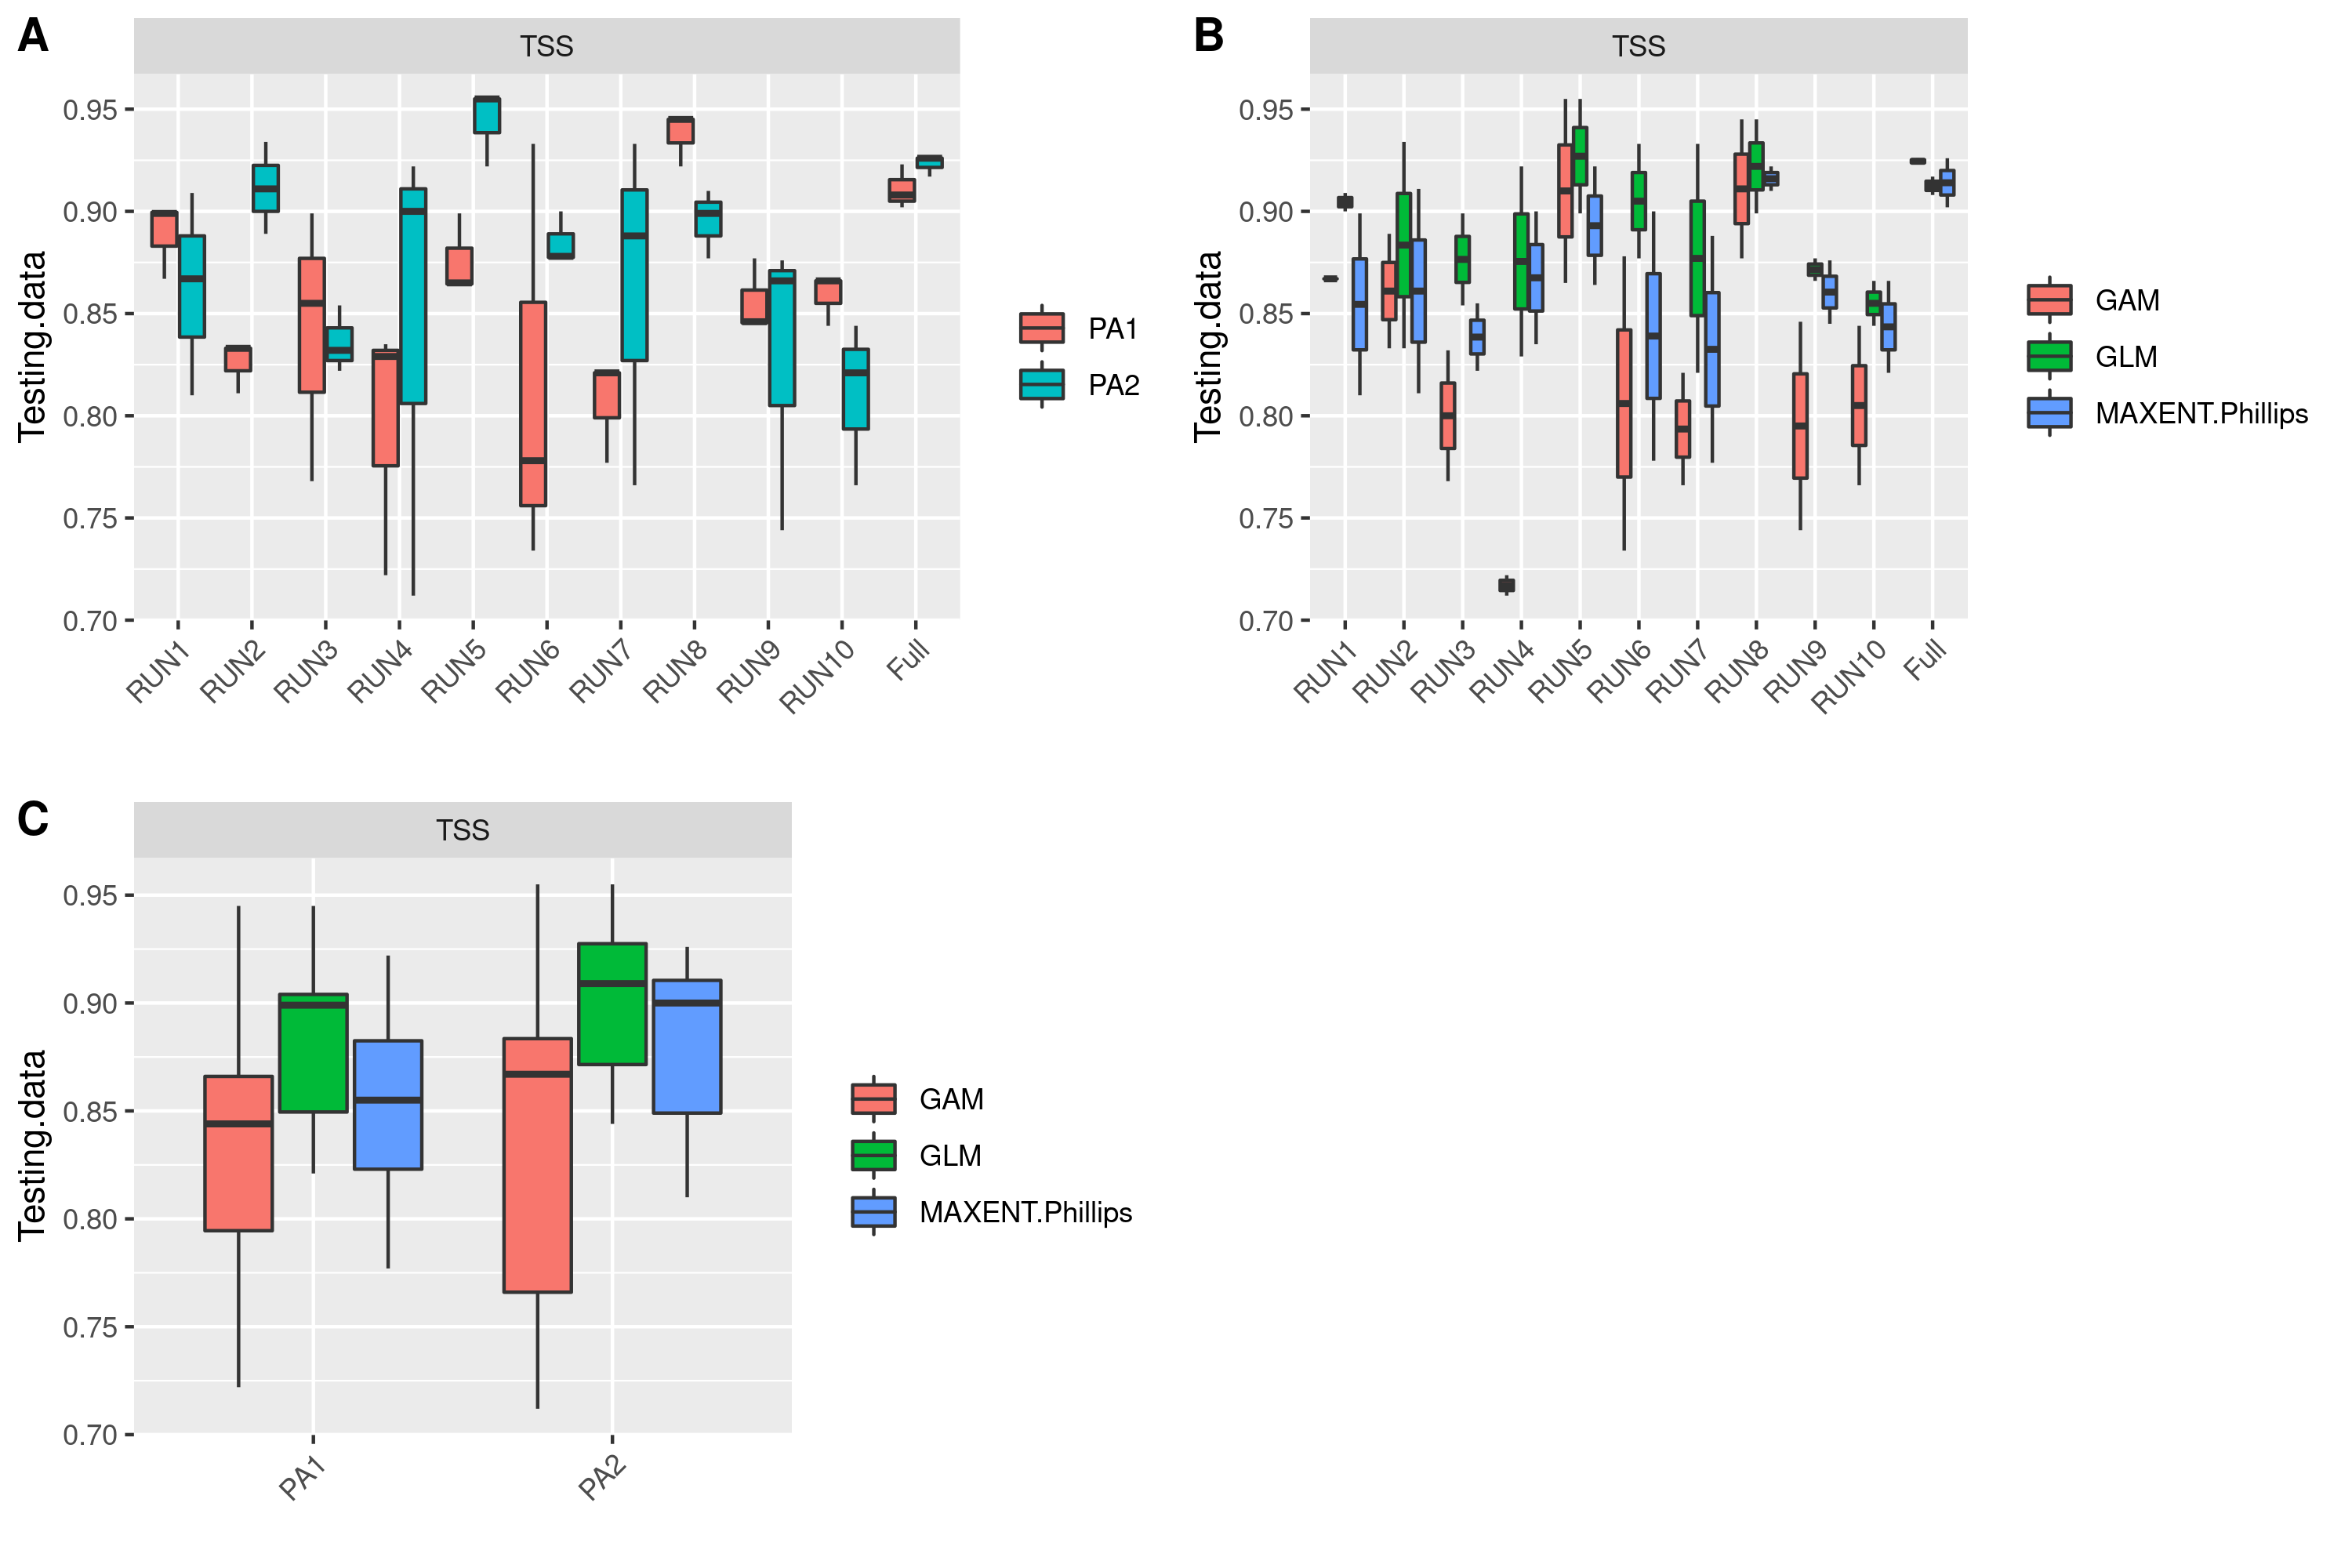 A
TSS
Testing.data
0.95
0.90
0.85
0.80
0.75
0.70
RUN1
RUN2
RUN3
RUN4
RUN5
RUN6
RUN7
RUN8
RUN9
RUN10
Full
PA1
PA2
B
TSS
Testing.data
0.95
0.90
0.85
0.80
0.75
0.70
RUN1
RUN2
RUN3
RUN4
RUN5
RUN6
RUN7
RUN8
RUN9
RUN10
Full
GAM
GLM
MAXENT.Phillips
C
TSS
Testing.data
0.95
0.90
0.85
0.80
0.75
0.70
PA1
PA2
GAM
GLM
MAXENT.Phillips